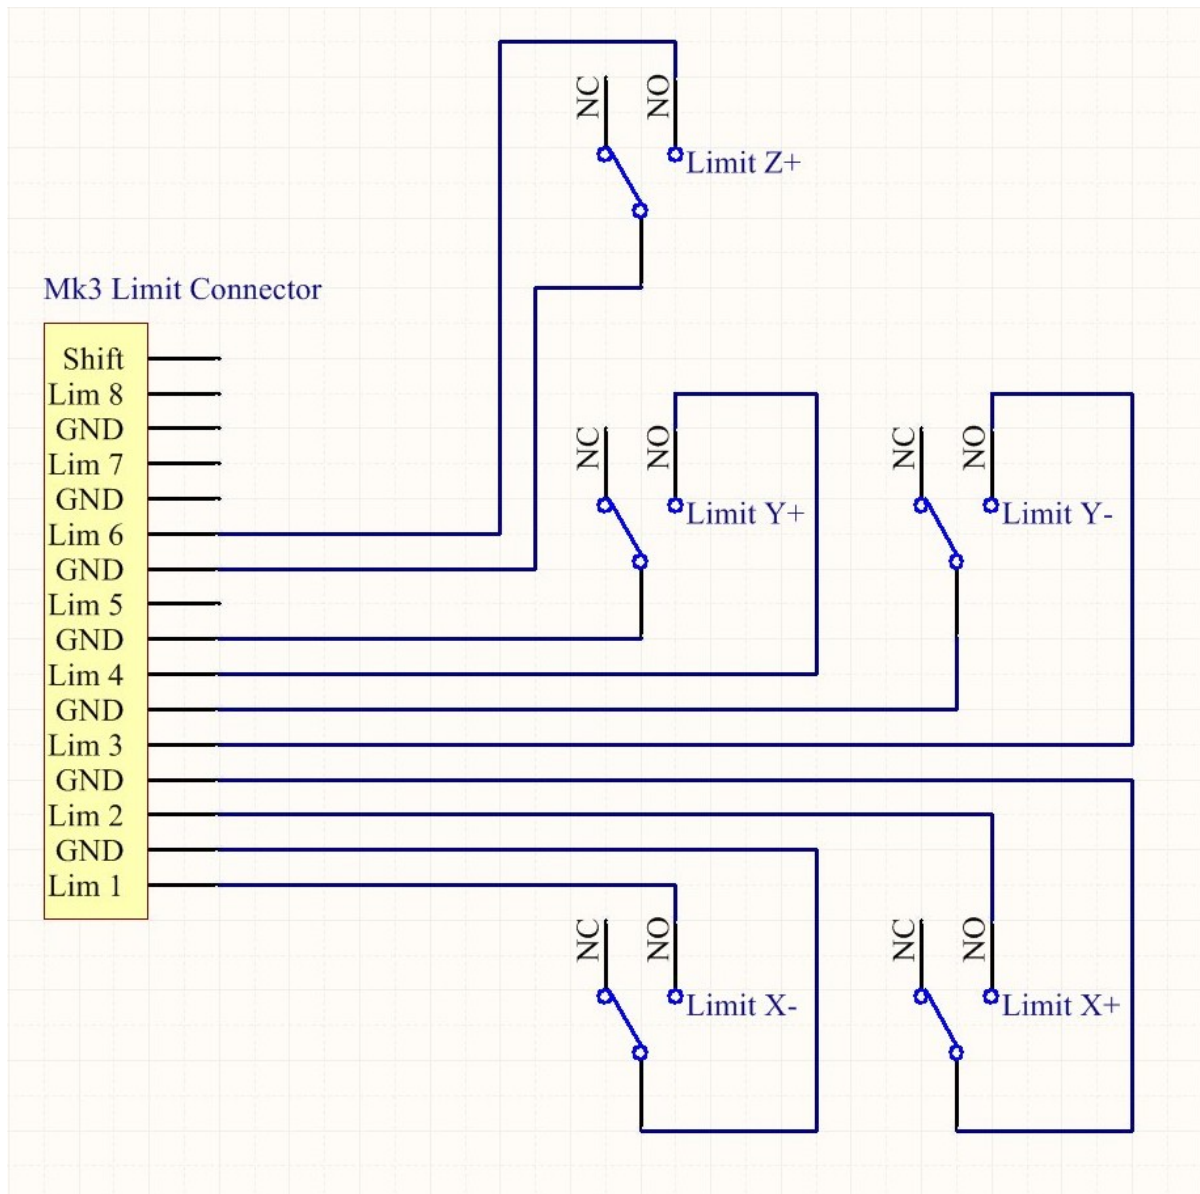 NC
NO
Limit Z+
Mk3 Limit Connector
Shift
Lim 8
GND
Lim 7
GND
Lim 6
GND
Lim 5
GND
Lim 4
GND
Lim 3
GND
Lim 2
GND
Lim 1
NC
NO
Limit Y+
NC
NO
Limit Y-
NC
NO
Limit X-
NC
NO
Limit X+